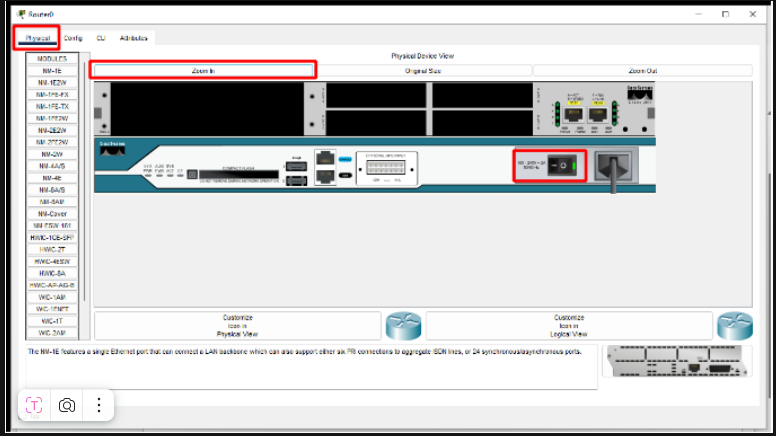 Router0
Physical Config CLI Attributes
MODULES
NM-1E
NM-1E2W
NM-1FE-FX
NM-1FE-TX
NM-1FE2W
NM-2E2W
NM-2FE2W
NM-2W
NM-4A/S
NM-4E
NM-8A/S
NM-8AM
NM-Cover
NM-ESW-161
HWIC-1GE-SFP
HWIC-2T
HWIC-4ESW
HWIC-8A
HWIC-AP-AG-B
WIC-1AM
WIC-1ENET
WIC-1T
WIC-2AM
Physical Device View
Zoom In Original Size Zoom Out
COMPACT FLASH
Customize
Icon in
Physical View
Customize
Icon in
Logical View
The NM-1E features a single Ethernet port that can connect a LAN backbone which can also support either six PRI connections to aggregate ISDN lines, or 24 synchronous/asynchronous ports.